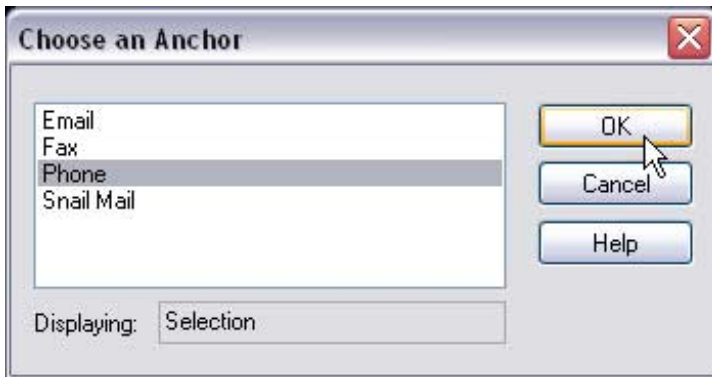 Choose an Anchor
Email
Fax
Phone
Snail Mail
OK
Cancel
Help
Displaying: Selection